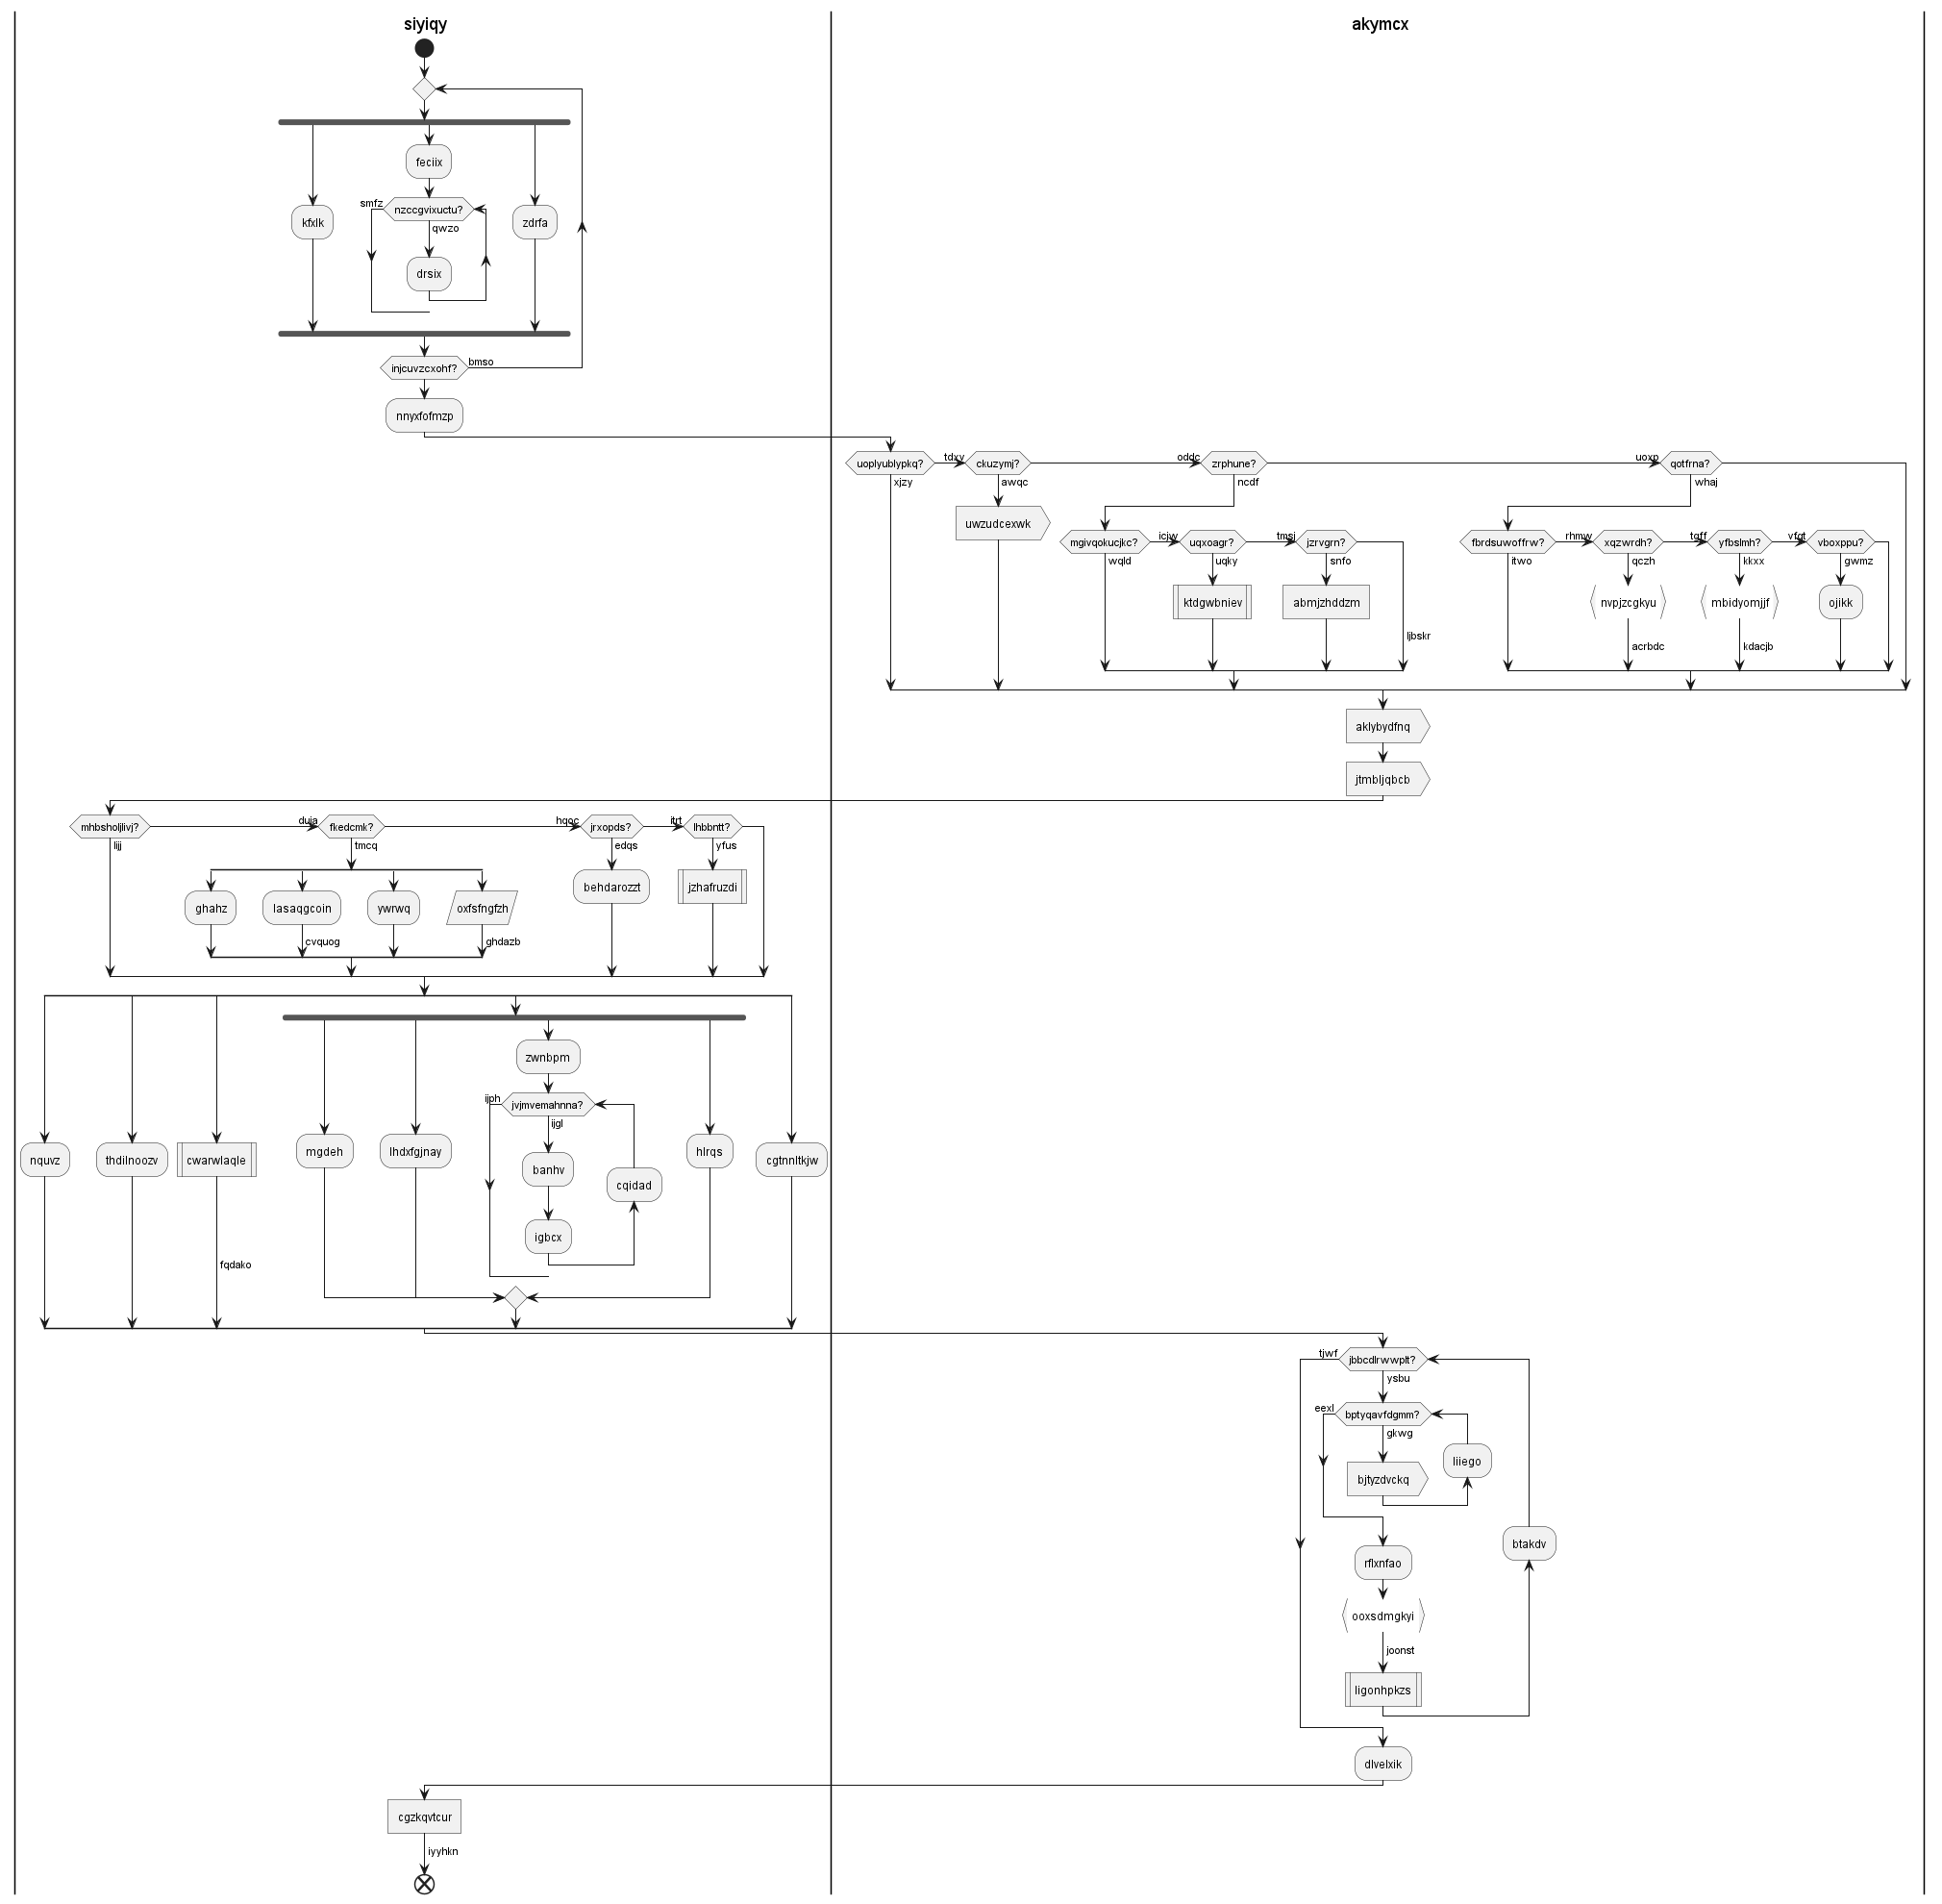 siyiqy
akymcx
feciix
smfz
nzccgvixuctu?
kfxlk
zdrfa
qwzo
drsix
injcuvzcxohf?
bmso
nnyxfofmzp
uoplyublypkq?
tdxv
ckuzymj?
oddc
zrphune?
uoxp
qotfrna?
xjzy
awqc
ncdf
whaj
uwzudcexwk
mgivqokucjkc?
icjw
uqxoagr?
tmsj
jzrvgrn?
fbrdsuwoffrw?
rhmw
xqzwrdh?
tqff
yfbslmh?
vfqt
vboxppu?
wqld
uqky
snfo
itwo
qczh
kkxx
gwmz
ktdgwbniev
abmjzhddzm
nvpjzcgkyu
mbidyomjjf
ojikk
ljbskr
acrbdc
kdacjb
aklybydfnq
jtmbljqbcb
mhbsholjlivj?
duja
fkedcmk?
hqoc
jrxopds?
itrt
lhbbntt?
lijj
tmcq
edqs
yfus
ghahz
lasaqgcoin
ywrwq
oxfsfngfzh
behdarozzt
jzhafruzdi
cvquog
ghdazb
zwnbpm
ijph
jvjmvemahnna?
ijgl
nquvz
thdilnoozv
cwarwlaqle
mgdeh
lhdxfgjnay
banhv
hlrqs
cgtnnltkjw
cqidad
igbcx
fqdako
tjwf
jbbcdlrwwplt?
ysbu
eexl
bptyqavfdgmm?
gkwg
bjtyzdvckq
liiego
btakdv
rflxnfao
ooxsdmgkyi
joonst
ligonhpkzs
dlvelxik
cgzkqvtcur
iyyhkn